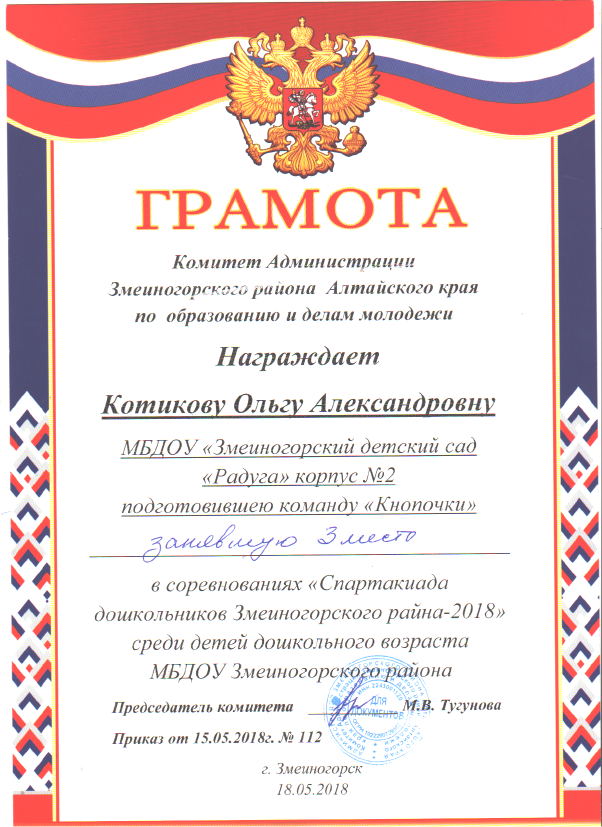 ГРАМОТА
Комитет Администрации
Змеиногорского района Алтайского края
по образованию и делам молодежи
Награждает
Котикову Ольгу Александровну
МБДОУ «Змеиногорский детский сад
«Радуга» корпус №2
подготовившею команду «Кнопочки»
занявшую 3 место
в соревнованиях «Спартакиада
дошкольников Змеиногорского райна-2018»
среди детей дошкольного возраста
МБДОУ Змеиногорского района
Председатель комитета М.В. Тугунова
ДЛЯ
ДОКУМЕНТОВ
Приказ от 15.05.2018г. № 112
г. Змеиногорск
18.05.2018